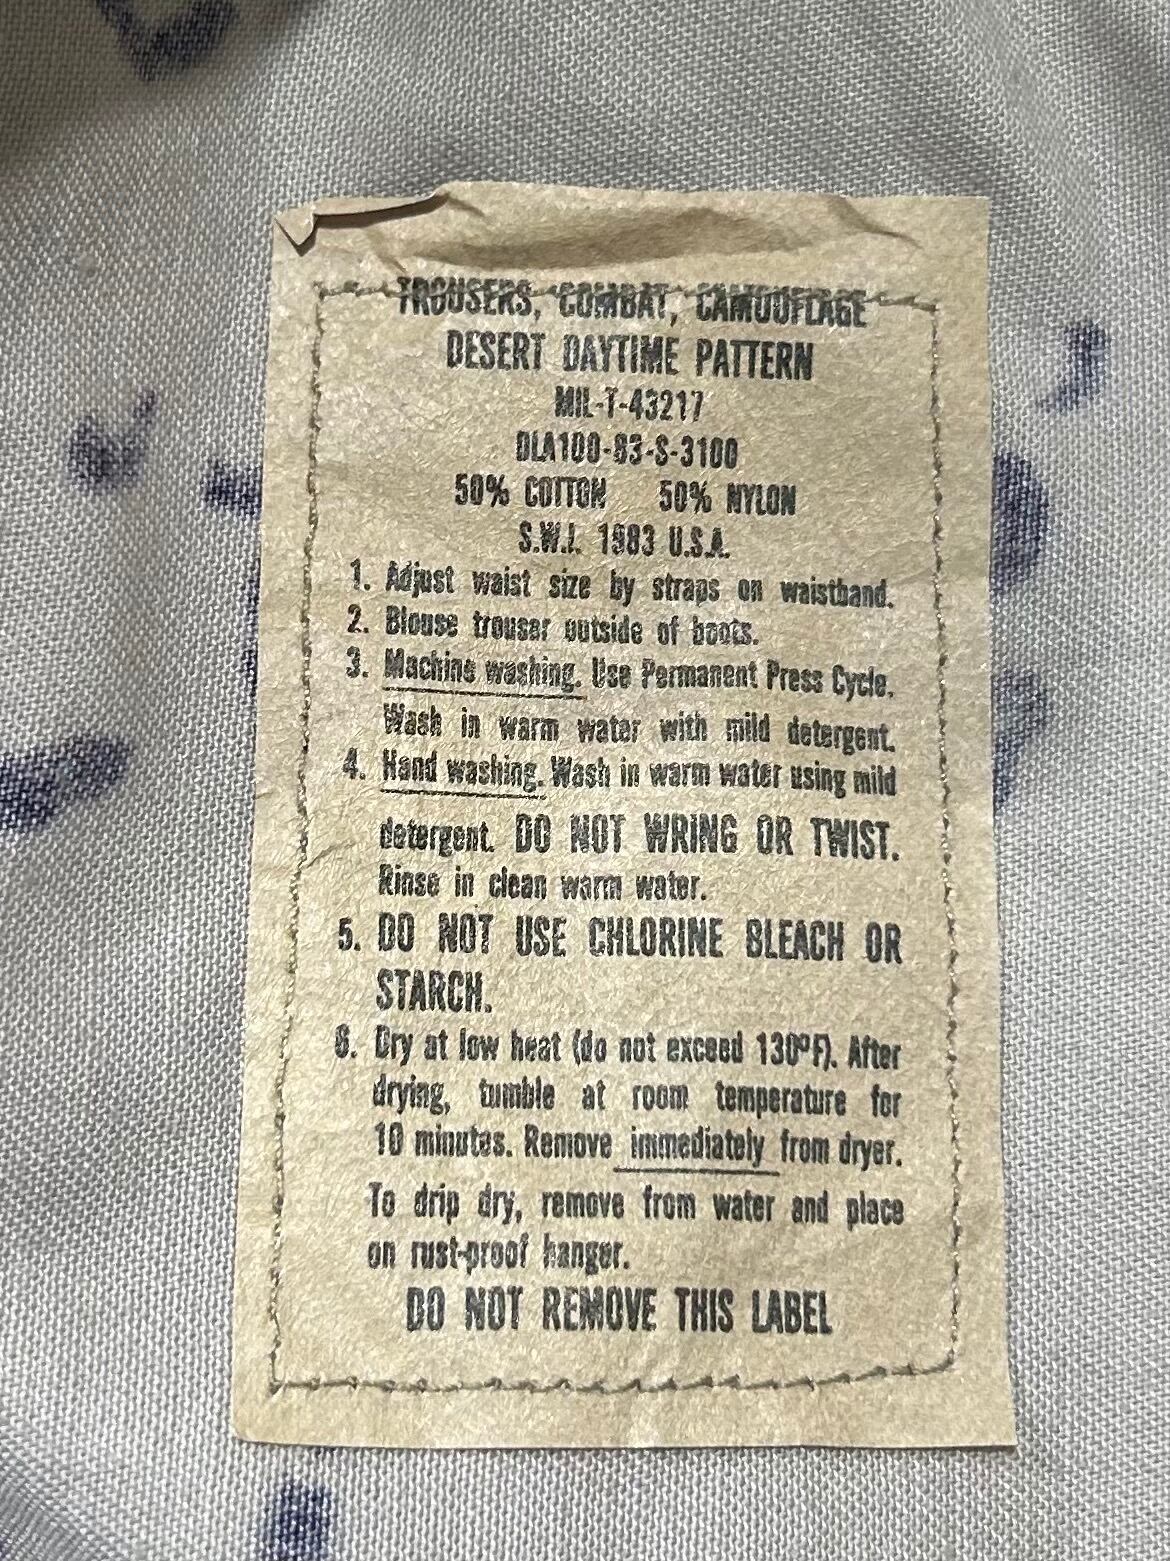 TROUSERS, COMBAT, CAMOUFLAGE
DESERT DAYTIME PATTERN
MIL-T-43217
DLA100-83-S-3100
50% COTTON 50% NYLON
S.W.I. 1983 U.S.A.
1. Adjust waist size by straps on waistband.
2. Blouse trouser outside of boots.
3. Machine washing. Use Permanent Press Cycle.
Wash in warm water with mild detergent.
4. Hand washing. Wash in warm water using mild
detergent. DO NOT WRING OR TWIST.
Rinse in clean warm water.
5. DO NOT USE CHLORINE BLEACH OR
STARCH.
6. Dry at low heat (do not exceed 130ºF). After
drying, tumble at room temperature for
10 minutes. Remove immediately from dryer.
To drip dry, remove from water and place
on rust-proof hanger.
DO NOT REMOVE THIS LABEL